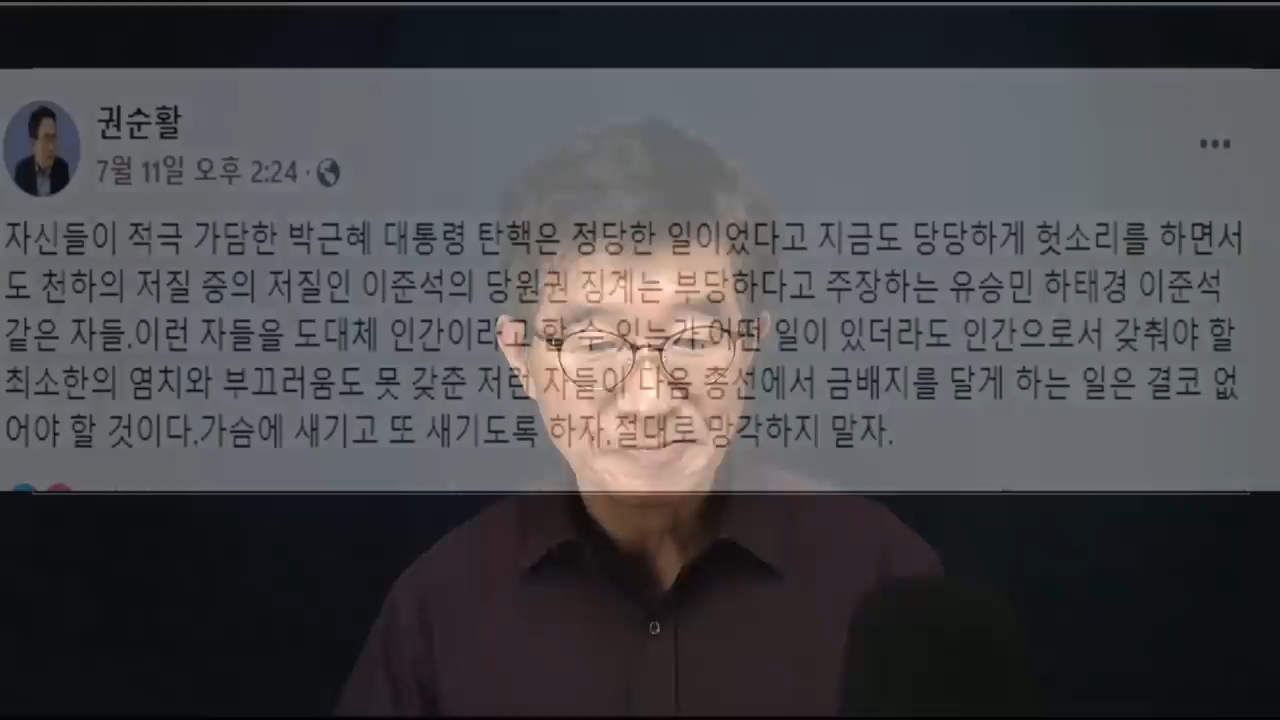 권순활
7월 11일 오후 2:24
자신들이 적극 가담한 박근혜 대통령 탄핵은 정당한 일이었다고 지금도 당당하게 헛소리를 하면서
도 천하의 저질 중의 저질인 이준석의 당원권 징계는 부당하다고 주장하는 유승민 하태경 이준석
같은 자들.이런 자들을 도대체 인간이라고 할 수 있는가.어떤 일이 있더라도 인간으로서 갖춰야 할
최소한의 염치와 부끄러움도 못 갖춘 저런 자들이 다음 총선에서 금배지를 달게 하는 일은 결코 없
어야 할 것이다.가슴에 새기고 또 새기도록 하자.절대로 망각하지 말자.